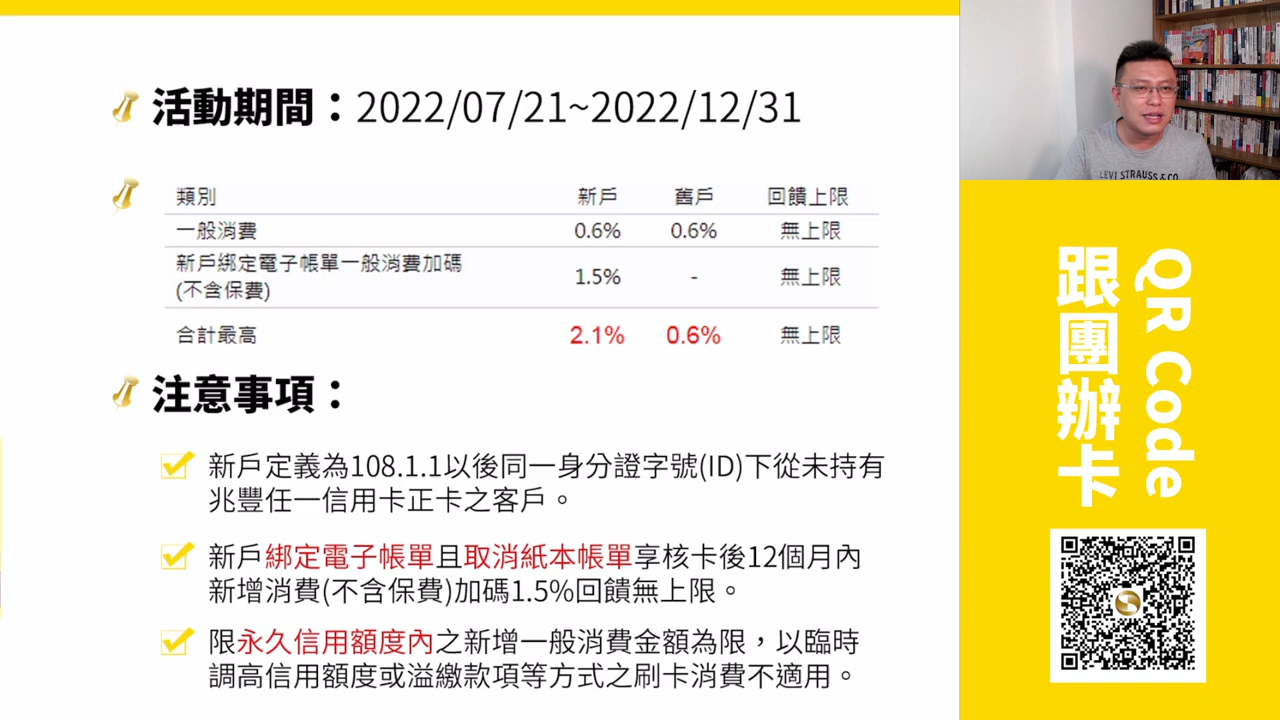 活動期間：2022/07/21~2022/12/31
類別 新戶 舊戶 回饋上限
一般消費 0.6% 0.6% 無上限
新戶綁定電子帳單一般消費加碼
(不含保費) 1.5% - 無上限
合計最高 2.1% 0.6% 無上限
注意事項：
新戶定義為108.1.1以後同一身分證字號(ID)下從未持有
兆豐任一信用卡正卡之客戶。
新戶綁定電子帳單且取消紙本帳單享核卡後12個月內
新增消費(不含保費)加碼1.5%回饋無上限。
限永久信用額度內之新增一般消費金額為限，以臨時
調高信用額度或溢繳款項等方式之刷卡消費不適用。
LEVI STRAUSS & CO
QR Code
跟團辦卡